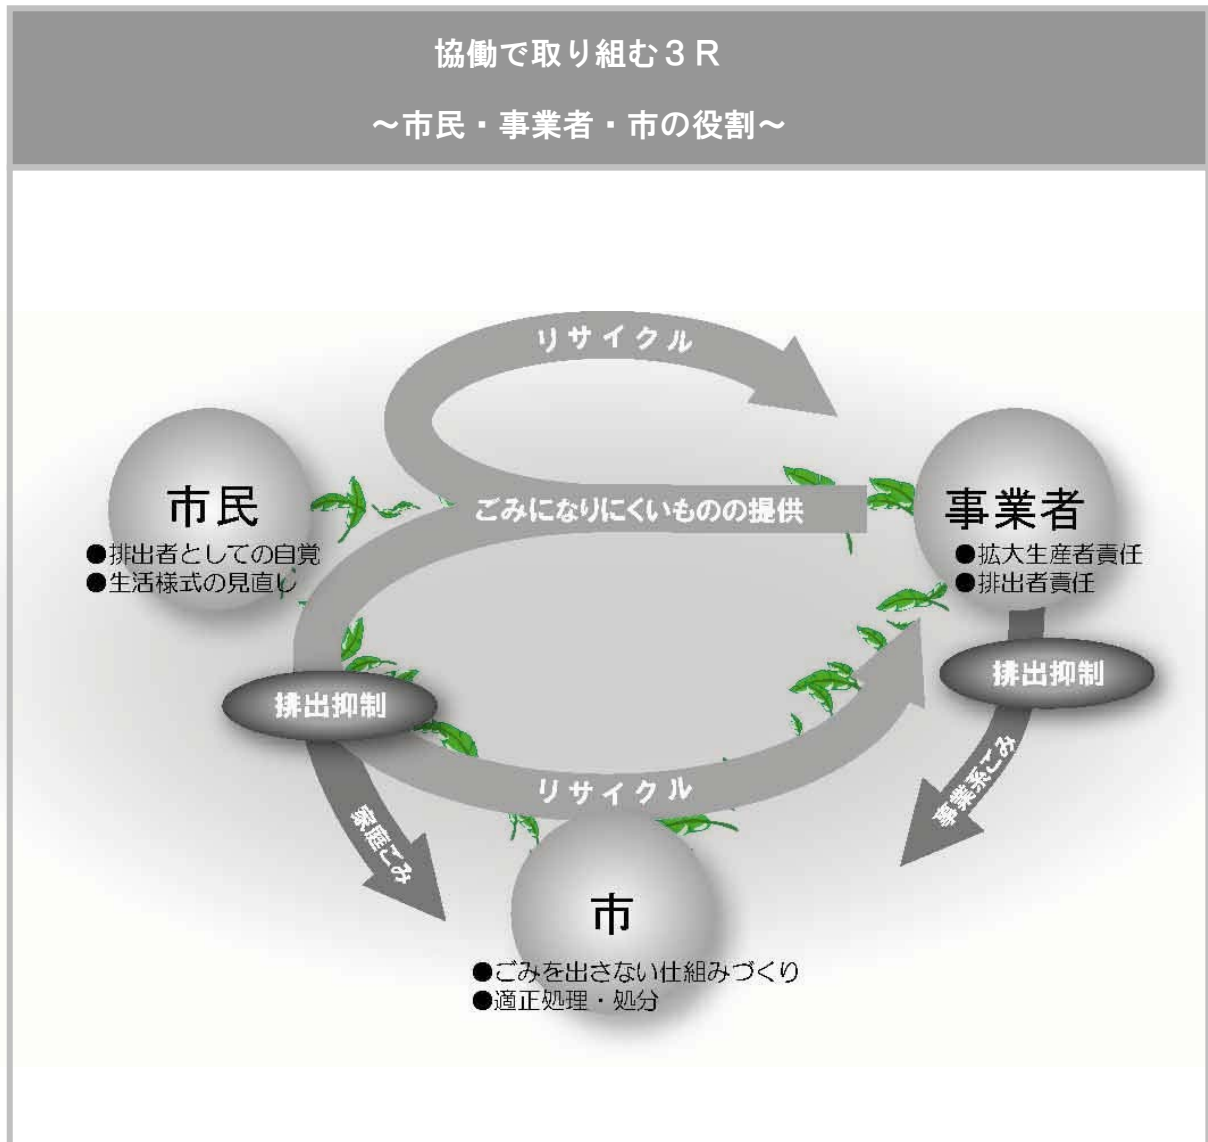 協働で取り組む３Ｒ
～市民・事業者・市の役割～
リサイクル
市民
●排出者としての自覚
●生活様式の見直し
ごみになりにくいものの提供
事業者
●拡大生産者責任
●排出者責任
排出抑制
排出抑制
リサイクル
家庭ごみ
事業系ごみ
市
●ごみを出さない仕組みづくり
●適正処理・処分